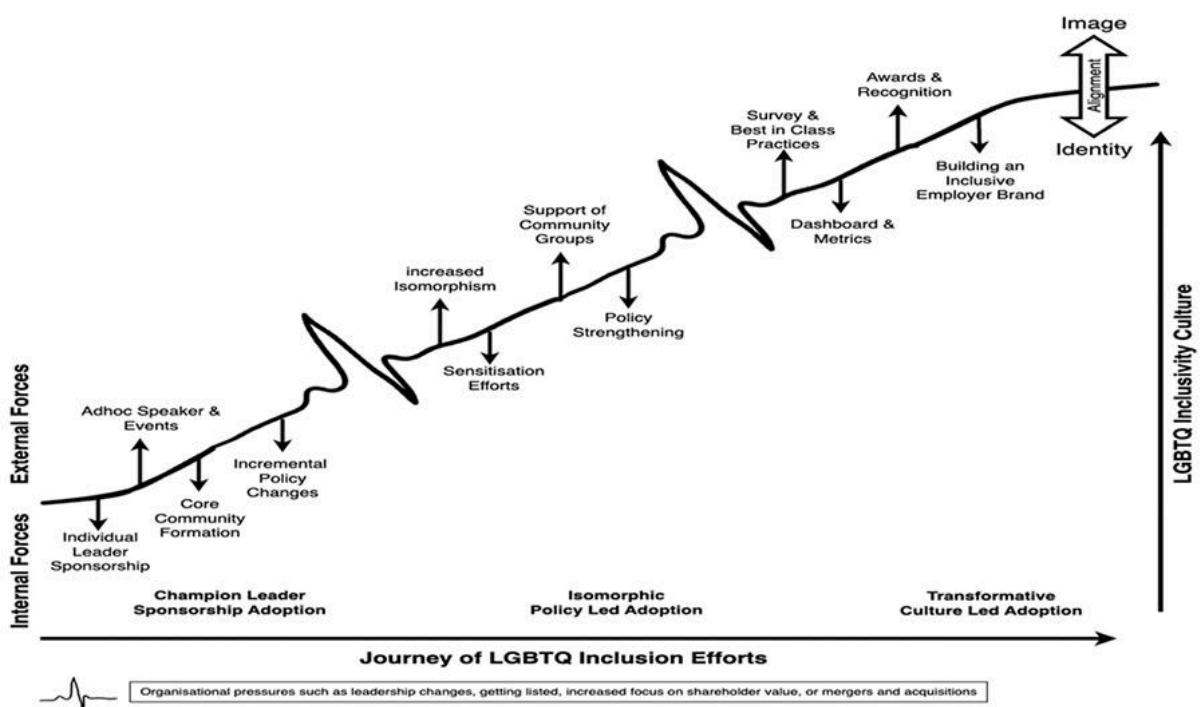 Image
Alignment
Identity
Awards &
Recognition
Survey &
Best in Class
Practices
Building an
Inclusive
Employer Brand
Dashboard &
Metrics
Support of
Community
Groups
increased
Isomorphism
Policy
Strengthening
Sensitisation
Efforts
Adhoc Speaker &
Events
Incremental
Policy
Changes
Core
Community
Formation
Individual
Leader
Sponsorship
External Forces
Internal Forces
LGBTQ Inclusivity Culture
Champion Leader
Sponsorship Adoption
Isomorphic
Policy Led Adoption
Transformative
Culture Led Adoption
Journey of LGBTQ Inclusion Efforts
Organisational pressures such as leadership changes, getting listed, increased focus on shareholder value, or mergers and acquisitions